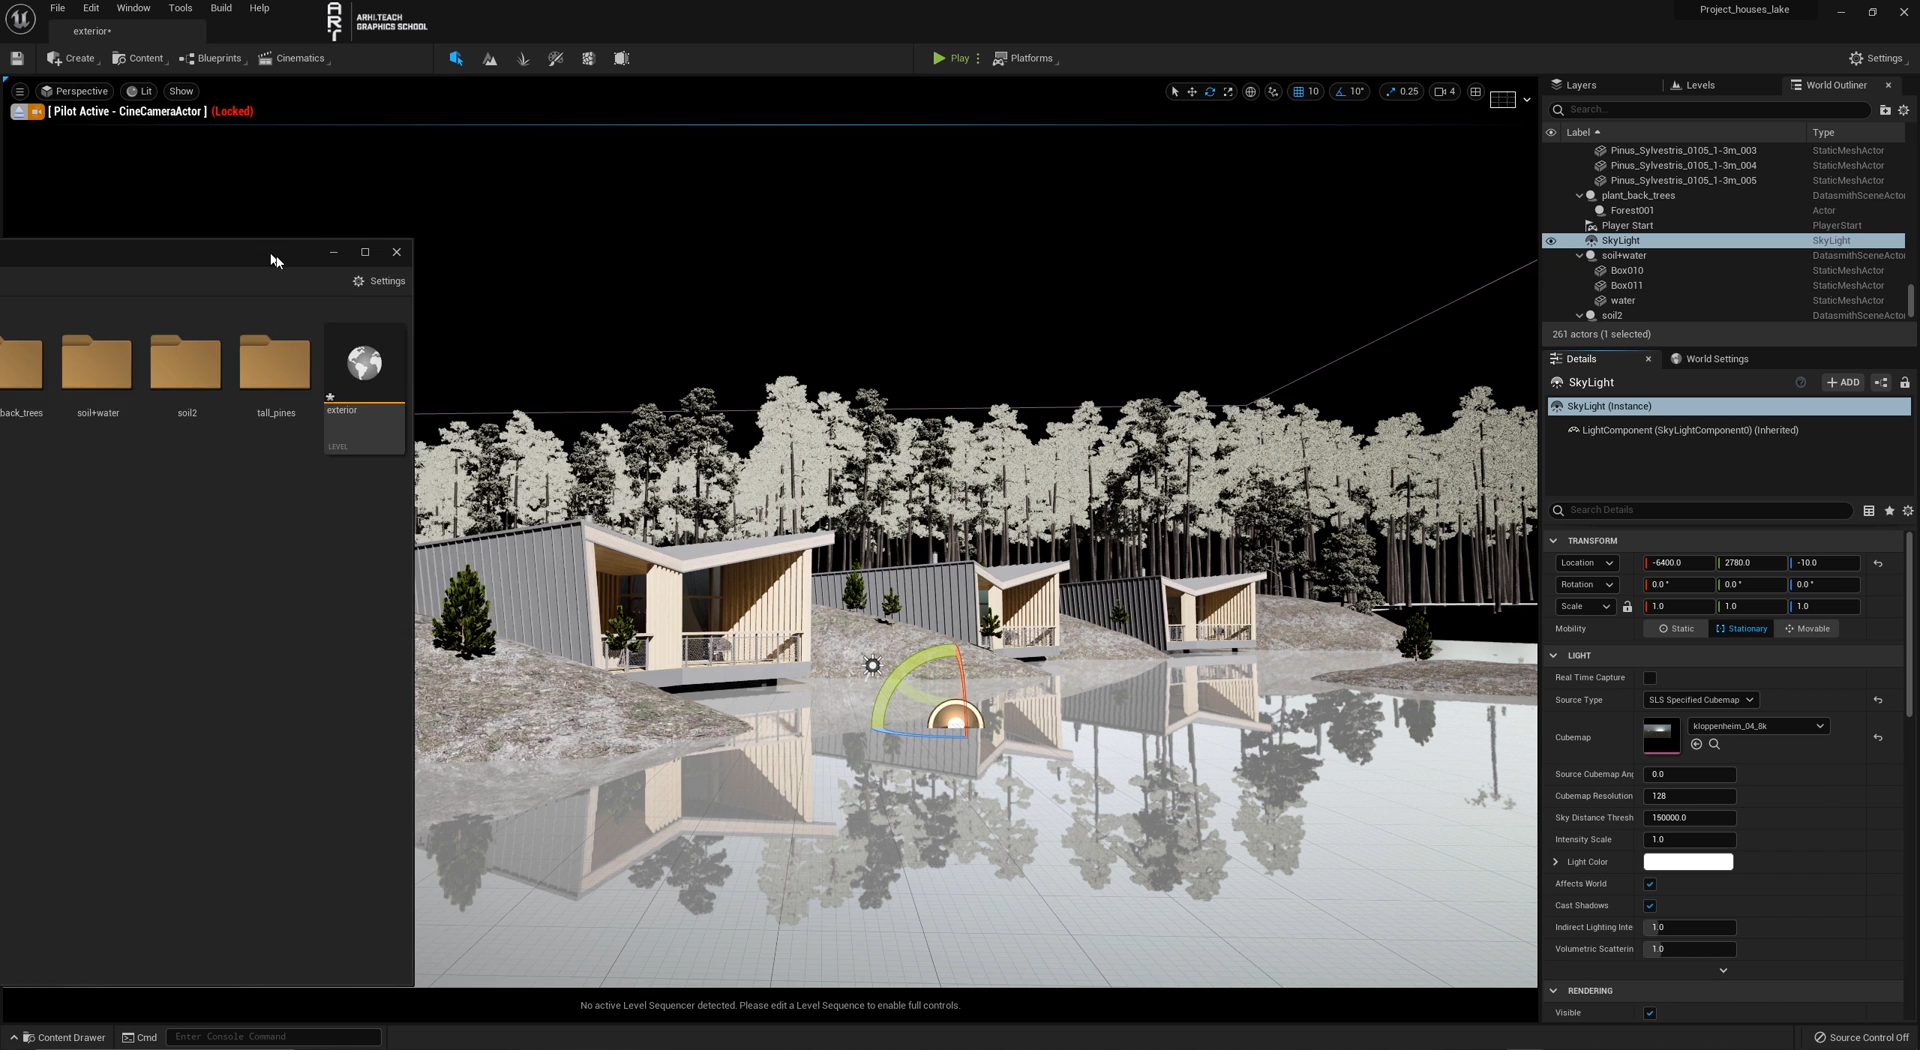 File Edit Window Tools Build Help
ARHI.TEACH
GRAPHICS SCHOOL
Project_houses_lake
exterior*
Create Content Blueprints Cinematics Play Platforms Settings
Perspective Lit Show 10 10° 0.25 4
[ Pilot Active - CineCameraActor ] (Locked)
Settings
back_trees soil+water soil2 tall_pines exterior
LEVEL
No active Level Sequencer detected. Please edit a Level Sequence to enable full controls.
Layers Levels World Outliner
Search...
Label Type
Pinus_Sylvestris_0105_1-3m_003 StaticMeshActor
Pinus_Sylvestris_0105_1-3m_004 StaticMeshActor
Pinus_Sylvestris_0105_1-3m_005 StaticMeshActor
plant_back_trees DatasmithSceneActor
Forest001 Actor
Player Start PlayerStart
SkyLight SkyLight
soil+water DatasmithSceneActor
Box010 StaticMeshActor
Box011 StaticMeshActor
water StaticMeshActor
soil2 DatasmithSceneActor
261 actors (1 selected)
Details World Settings
SkyLight ADD
SkyLight (Instance)
LightComponent (SkyLightComponent0) (Inherited)
Search Details
TRANSFORM
Location -6400.0 2780.0 -10.0
Rotation 0.0° 0.0° 0.0°
Scale 1.0 1.0 1.0
Mobility Static Stationary Movable
LIGHT
Real Time Capture
Source Type SLS Specified Cubemap
Cubemap kloppenheim_04_8k
Source Cubemap Ang 0.0
Cubemap Resolution 128
Sky Distance Thresh 150000.0
Intensity Scale 1.0
Light Color
Affects World
Cast Shadows
Indirect Lighting Inte 1.0
Volumetric Scatterin 1.0
RENDERING
Visible
Content Drawer Cmd Enter Console Command Source Control Off